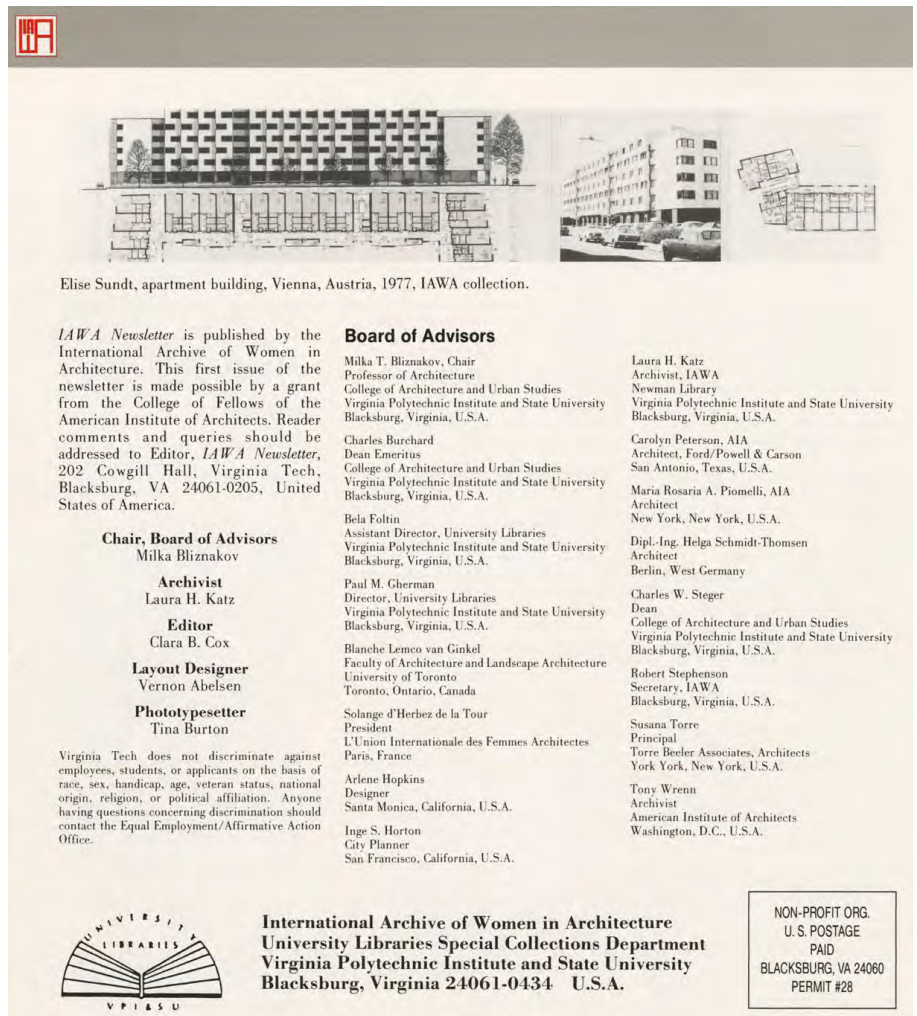 IAWA
Elise Sundt, apartment building, Vienna, Austria, 1977, IAWA collection.
IAWA Newsletter is published by the
International Archive of Women in
Architecture. This first issue of the
newsletter is made possible by a grant
from the College of Fellows of the
American Institute of Architects. Reader
comments and queries should be
addressed to Editor, IAWA Newsletter,
202 Cowgill Hall, Virginia Tech,
Blacksburg, VA 24061-0205, United
States of America.
Chair, Board of Advisors
Milka Bliznakov
Archivist
Laura H. Katz
Editor
Clara B. Cox
Layout Designer
Vernon Abelsen
Phototypesetter
Tina Burton
Virginia Tech does not discriminate against
employees, students, or applicants on the basis of
race, sex, handicap, age, veteran status, national
origin, religion, or political affiliation. Anyone
having questions concerning discrimination should
contact the Equal Employment/Affirmative Action
Office.
Board of Advisors
Milka T. Bliznakov, Chair
Professor of Architecture
College of Architecture and Urban Studies
Virginia Polytechnic Institute and State University
Blacksburg, Virginia, U.S.A.
Charles Burchard
Dean Emeritus
College of Architecture and Urban Studies
Virginia Polytechnic Institute and State University
Blacksburg, Virginia, U.S.A.
Bela Foltin
Assistant Director, University Libraries
Virginia Polytechnic Institute and State University
Blacksburg, Virginia, U.S.A.
Paul M. Gherman
Director, University Libraries
Virginia Polytechnic Institute and State University
Blacksburg, Virginia, U.S.A.
Blanche Lemco van Ginkel
Faculty of Architecture and Landscape Architecture
University of Toronto
Toronto, Ontario, Canada
Solange d'Herbez de la Tour
President
L'Union Internationale des Femmes Architectes
Paris, France
Arlene Hopkins
Designer
Santa Monica, California, U.S.A.
Inge S. Horton
City Planner
San Francisco, California, U.S.A.
Laura H. Katz
Archivist, IAWA
Newman Library
Virginia Polytechnic Institute and State University
Blacksburg, Virginia, U.S.A.
Carolyn Peterson, AIA
Architect, Ford/Powell & Carson
San Antonio, Texas, U.S.A.
Maria Rosaria A. Piomelli, AIA
Architect
New York, New York, U.S.A.
Dipl.-Ing. Helga Schmidt-Thomsen
Architect
Berlin, West Germany
Charles W. Steger
Dean
College of Architecture and Urban Studies
Virginia Polytechnic Institute and State University
Blacksburg, Virginia, U.S.A.
Robert Stephenson
Secretary, IAWA
Blacksburg, Virginia, U.S.A.
Susana Torre
Principal
Torre Beeler Associates, Architects
York York, New York, U.S.A.
Tony Wrenn
Archivist
American Institute of Architects
Washington, D.C., U.S.A.
UNIVERSITY
LIBRARIES
VPI&SU
International Archive of Women in Architecture
University Libraries Special Collections Department
Virginia Polytechnic Institute and State University
Blacksburg, Virginia 24061-0434 U.S.A.
NON-PROFIT ORG.
U. S. POSTAGE
PAID
BLACKSBURG, VA 24060
PERMIT #28